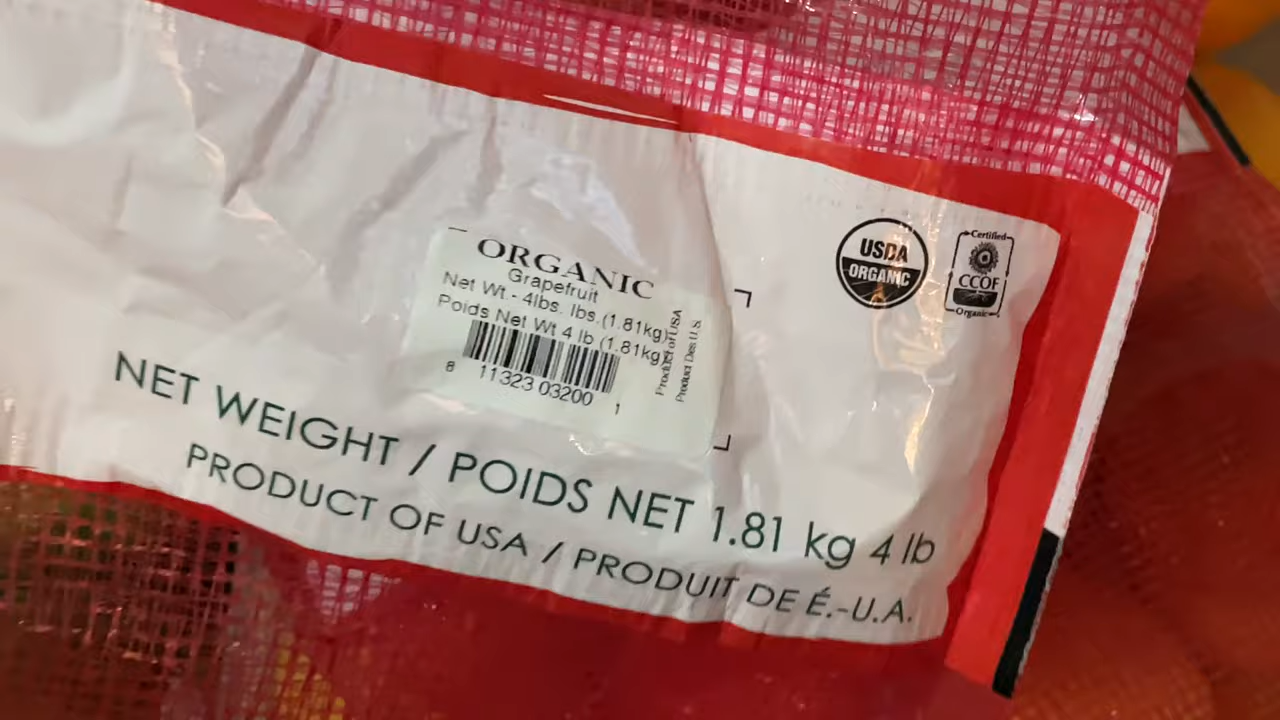 ORGANIC
Grapefruit
Net Wt.- 4lbs. lbs.(1.81kg)
Poids Net Wt 4 lb (1.81kg)
Product of USA
Product Des U.S.
8 11323 03200 1
USDA
ORGANIC
Certified
CCOF
Organic
NET WEIGHT / POIDS NET 1.81 kg 4 lb
PRODUCT OF USA / PRODUIT DE É.-U.A.